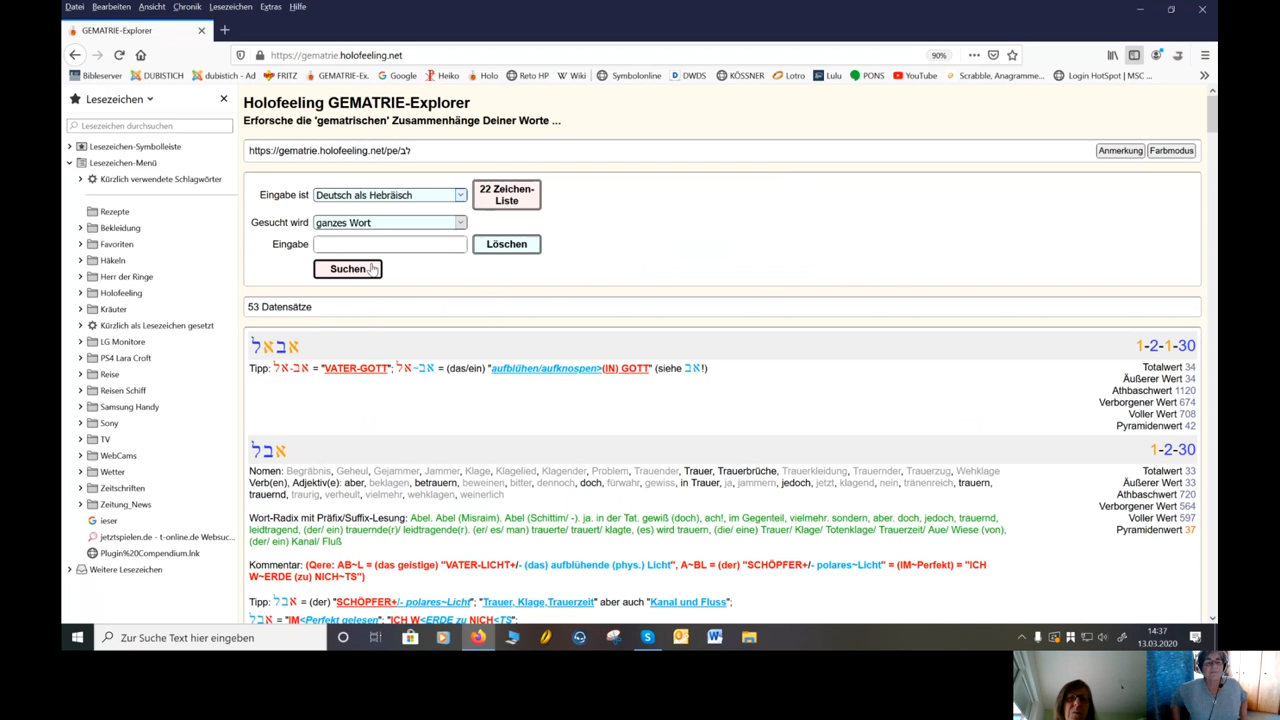 Datei Bearbeiten Ansicht Chronik Lesezeichen Extras Hilfe
GEMATRIE-Explorer
https://gematrie.holofeeling.net 90%
Bibleserver DUBISTICH dubistich - Ad FRITZ GEMATRIE-Ex. Google Heiko Holo Reto HP Wiki Symbolonline DWDS KÖSSNER Lotro Lulu PONS YouTube Scrabble, Anagramme... Login HotSpot | MSC ...
Lesezeichen
Lesezeichen durchsuchen
Lesezeichen-Symbolleiste
Lesezeichen-Menü
Kürzlich verwendete Schlagwörter
Rezepte
Bekleidung
Favoriten
Häkeln
Herr der Ringe
Holofeeling
Kräuter
Kürzlich als Lesezeichen gesetzt
LG Monitore
PS4 Lara Croft
Reise
Reisen Schiff
Samsung Handy
Sony
TV
WebCams
Wetter
Zeitschriften
Zeitung_News
ieser
jetztspielen.de - t-online.de Websuc...
Plugin%20Compendium.lnk
Weitere Lesezeichen
Holofeeling GEMATRIE-Explorer
Erforsche die 'gematrischen' Zusammenhänge Deiner Worte ...
https://gematrie.holofeeling.net/pe/לב
Anmerkung Farbmodus
Eingabe ist Deutsch als Hebräisch 22 Zeichen-
Liste
Gesucht wird ganzes Wort
Eingabe Löschen
Suchen
53 Datensätze
אבאל 1-2-1-30
Tipp: אב-אל = "VATER-GOTT"; אב~אל = (das/ein) "aufblühen/aufknospen>(IN) GOTT" (siehe אב!)
Totalwert 34
Äußerer Wert 34
Athbaschwert 1120
Verborgener Wert 674
Voller Wert 708
Pyramidenwert 42
אבל 1-2-30
Nomen: Begräbnis, Geheul, Gejammer, Jammer, Klage, Klagelied, Klagender, Problem, Trauender, Trauer, Trauerbrüche, Trauerkleidung, Trauernder, Trauerzug, Wehklage
Verb(en), Adjektiv(e): aber, beklagen, betrauern, beweinen, bitter, dennoch, doch, fürwahr, gewiss, in Trauer, ja, jammern, jedoch, jetzt, klagend, nein, tränenreich, trauern,
trauernd, traurig, verheult, vielmehr, wehklagen, weinerlich
Totalwert 33
Äußerer Wert 33
Athbaschwert 720
Verborgener Wert 564
Voller Wert 597
Pyramidenwert 37
Wort-Radix mit Präfix/Suffix-Lesung: Abel. Abel (Misraim). Abel (Schittim/ -). ja. in der Tat. gewiß (doch), ach!, im Gegenteil, vielmehr. sondern, aber. doch, jedoch, trauernd,
leidtragend, (der/ ein) trauernde(r)/ leidtragende(r). (er/ es/ man) trauerte/ trauert/ klagte, (es) wird trauern, (die/ eine) Trauer/ Klage/ Totenklage/ Trauerzeit/ Aue/ Wiese (von),
(der/ ein) Kanal/ Fluß
Kommentar: (Qere: AB~L = (das geistige) "VATER-LICHT+/- (das) aufblühende (phys.) Licht", A~BL = (der) "SCHÖPFER+/- polares~Licht" = (IM~Perfekt) = "ICH
W~ERDE (zu) NICH~TS")
Tipp: אבל = (der) "SCHÖPFER+/- polares~Licht"; "Trauer, Klage,Trauerzeit" aber auch "Kanal und Fluss";
אבל = "IM<Perfekt gelesen": "ICH W<ERDE zu NICH<TS"
Zur Suche Text hier eingeben
14:37
13.03.2020